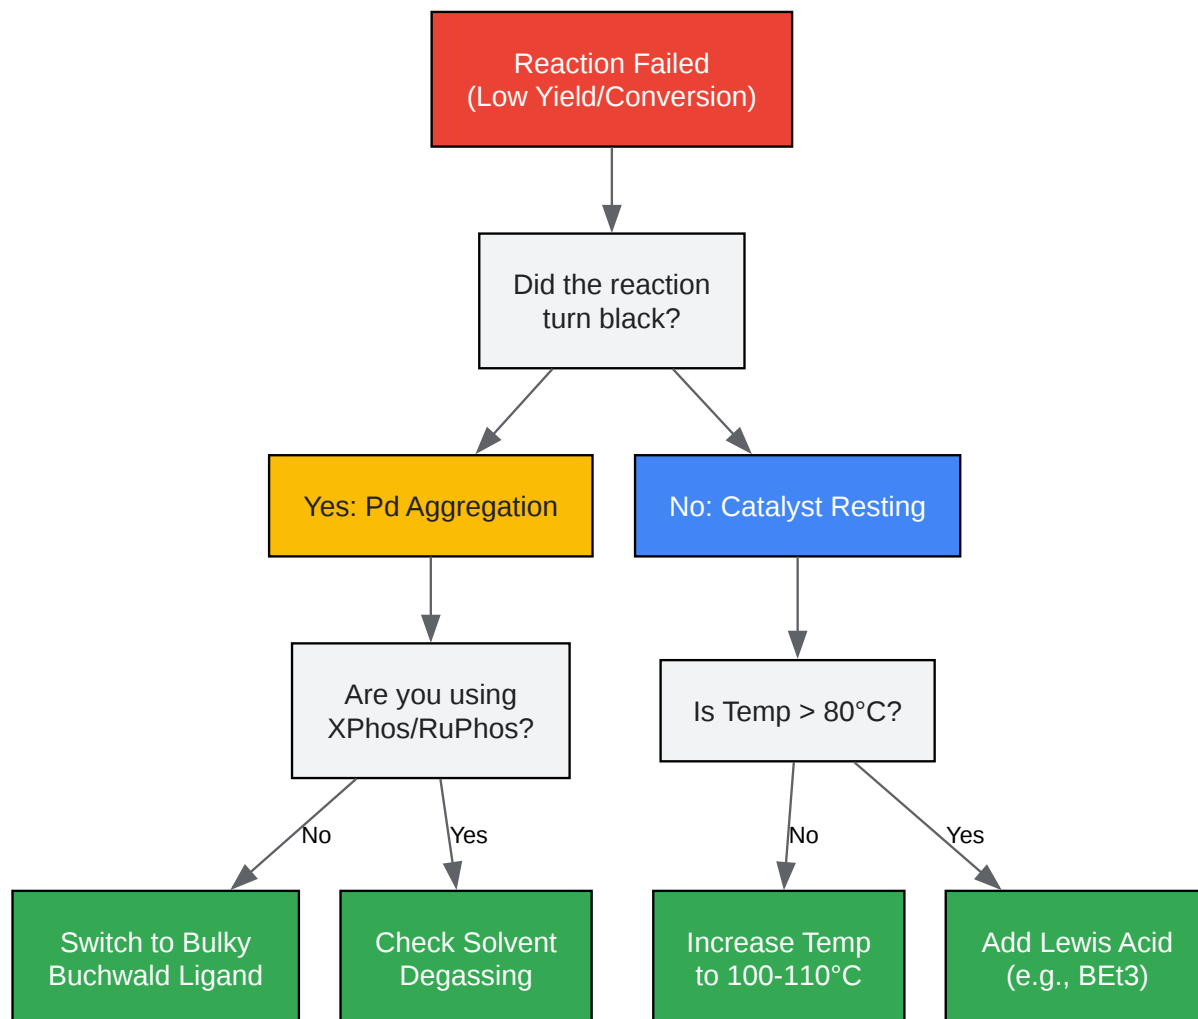 Reaction Failed
(Low Yield/Conversion)
Did the reaction
turn black?
Yes: Pd Aggregation
No: Catalyst Resting
Are you using
XPhos/RuPhos?
Is Temp > 80°C?
No
Yes
No
Yes
Switch to Bulky
Buchwald Ligand
Check Solvent
Degassing
Increase Temp
to 100-110°C
Add Lewis Acid
(e.g., BEt3)